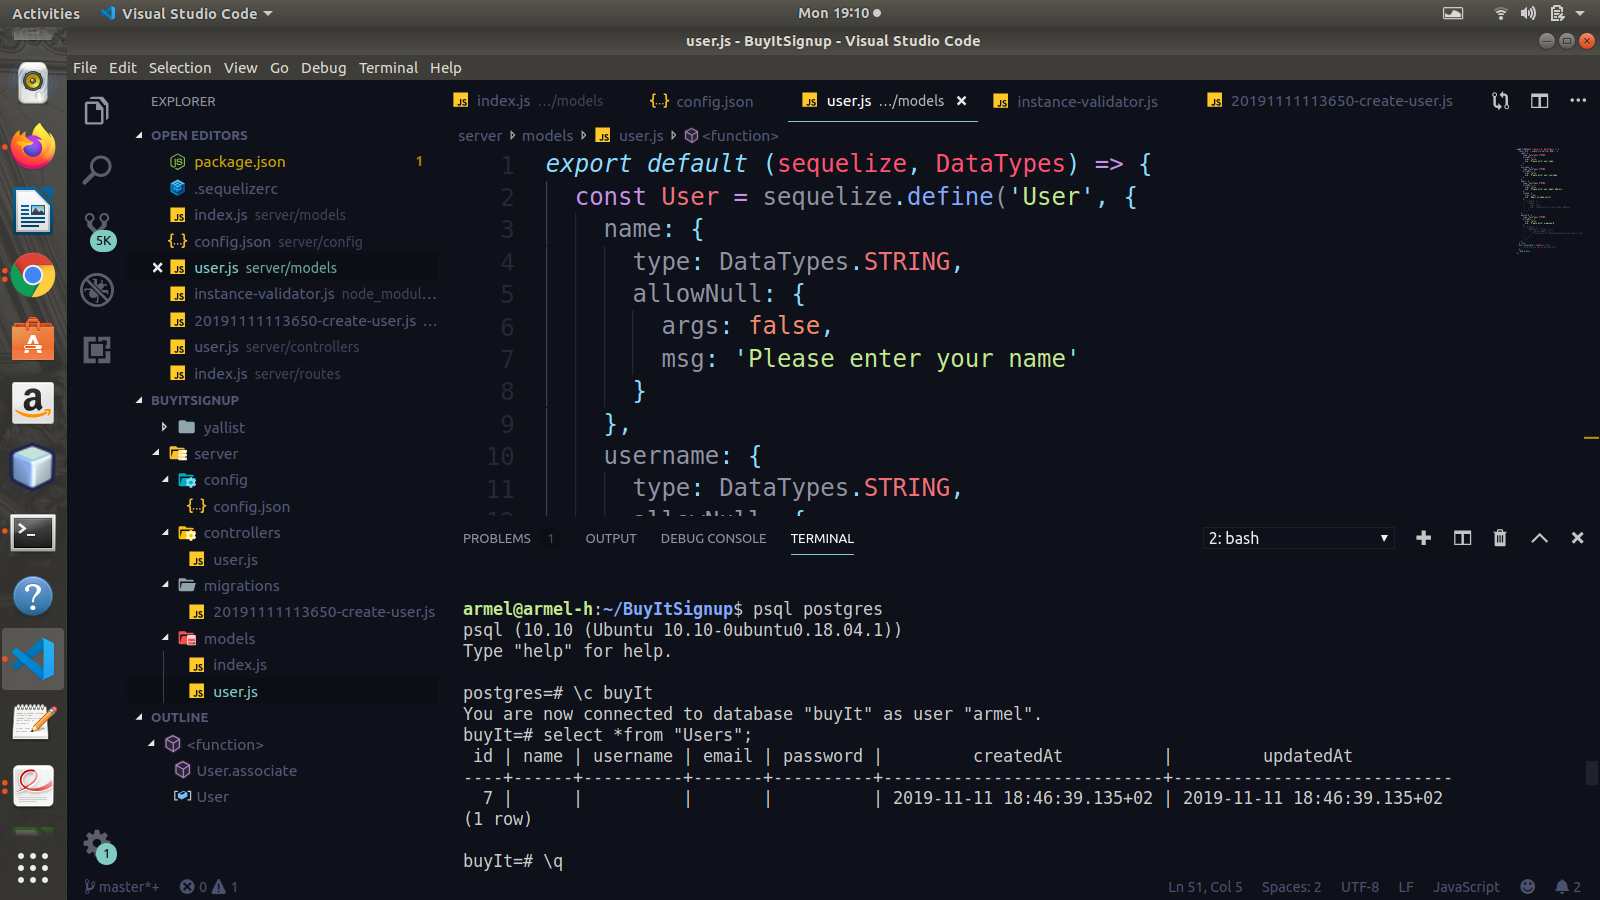 Activities Visual Studio Code Mon 19:10
user.js - BuyItSignup - Visual Studio Code
File Edit Selection View Go Debug Terminal Help
EXPLORER
OPEN EDITORS
package.json 1
.sequelizerc
index.js server/models
config.json server/config
user.js server/models
instance-validator.js node_modul...
20191111113650-create-user.js ...
user.js server/controllers
index.js server/routes
BUYITSIGNUP
yallist
server
config
config.json
controllers
user.js
migrations
20191111113650-create-user.js
models
index.js
user.js
OUTLINE
<function>
User.associate
User
5K
1
index.js .../models config.json user.js .../models instance-validator.js 20191111113650-create-user.js
server models user.js <function>
1 export default (sequelize, DataTypes) => {
2 const User = sequelize.define('User', {
3 name: {
4 type: DataTypes.STRING,
5 allowNull: {
6 args: false,
7 msg: 'Please enter your name'
8 }
9 },
10 username: {
11 type: DataTypes.STRING,
12 allowNull: {
PROBLEMS 1 OUTPUT DEBUG CONSOLE TERMINAL 2: bash
armel@armel-h:~/BuyItSignup$ psql postgres
psql (10.10 (Ubuntu 10.10-0ubuntu0.18.04.1))
Type "help" for help.
postgres=# \c buyIt
You are now connected to database "buyIt" as user "armel".
buyIt=# select *from "Users";
id | name | username | email | password | createdAt | updatedAt
----+------+----------+-------+----------+----------------------------+----------------------------
7 | | | | | 2019-11-11 18:46:39.135+02 | 2019-11-11 18:46:39.135+02
(1 row)
buyIt=# \q
master*+ 0 1 Ln 51, Col 5 Spaces: 2 UTF-8 LF JavaScript 2